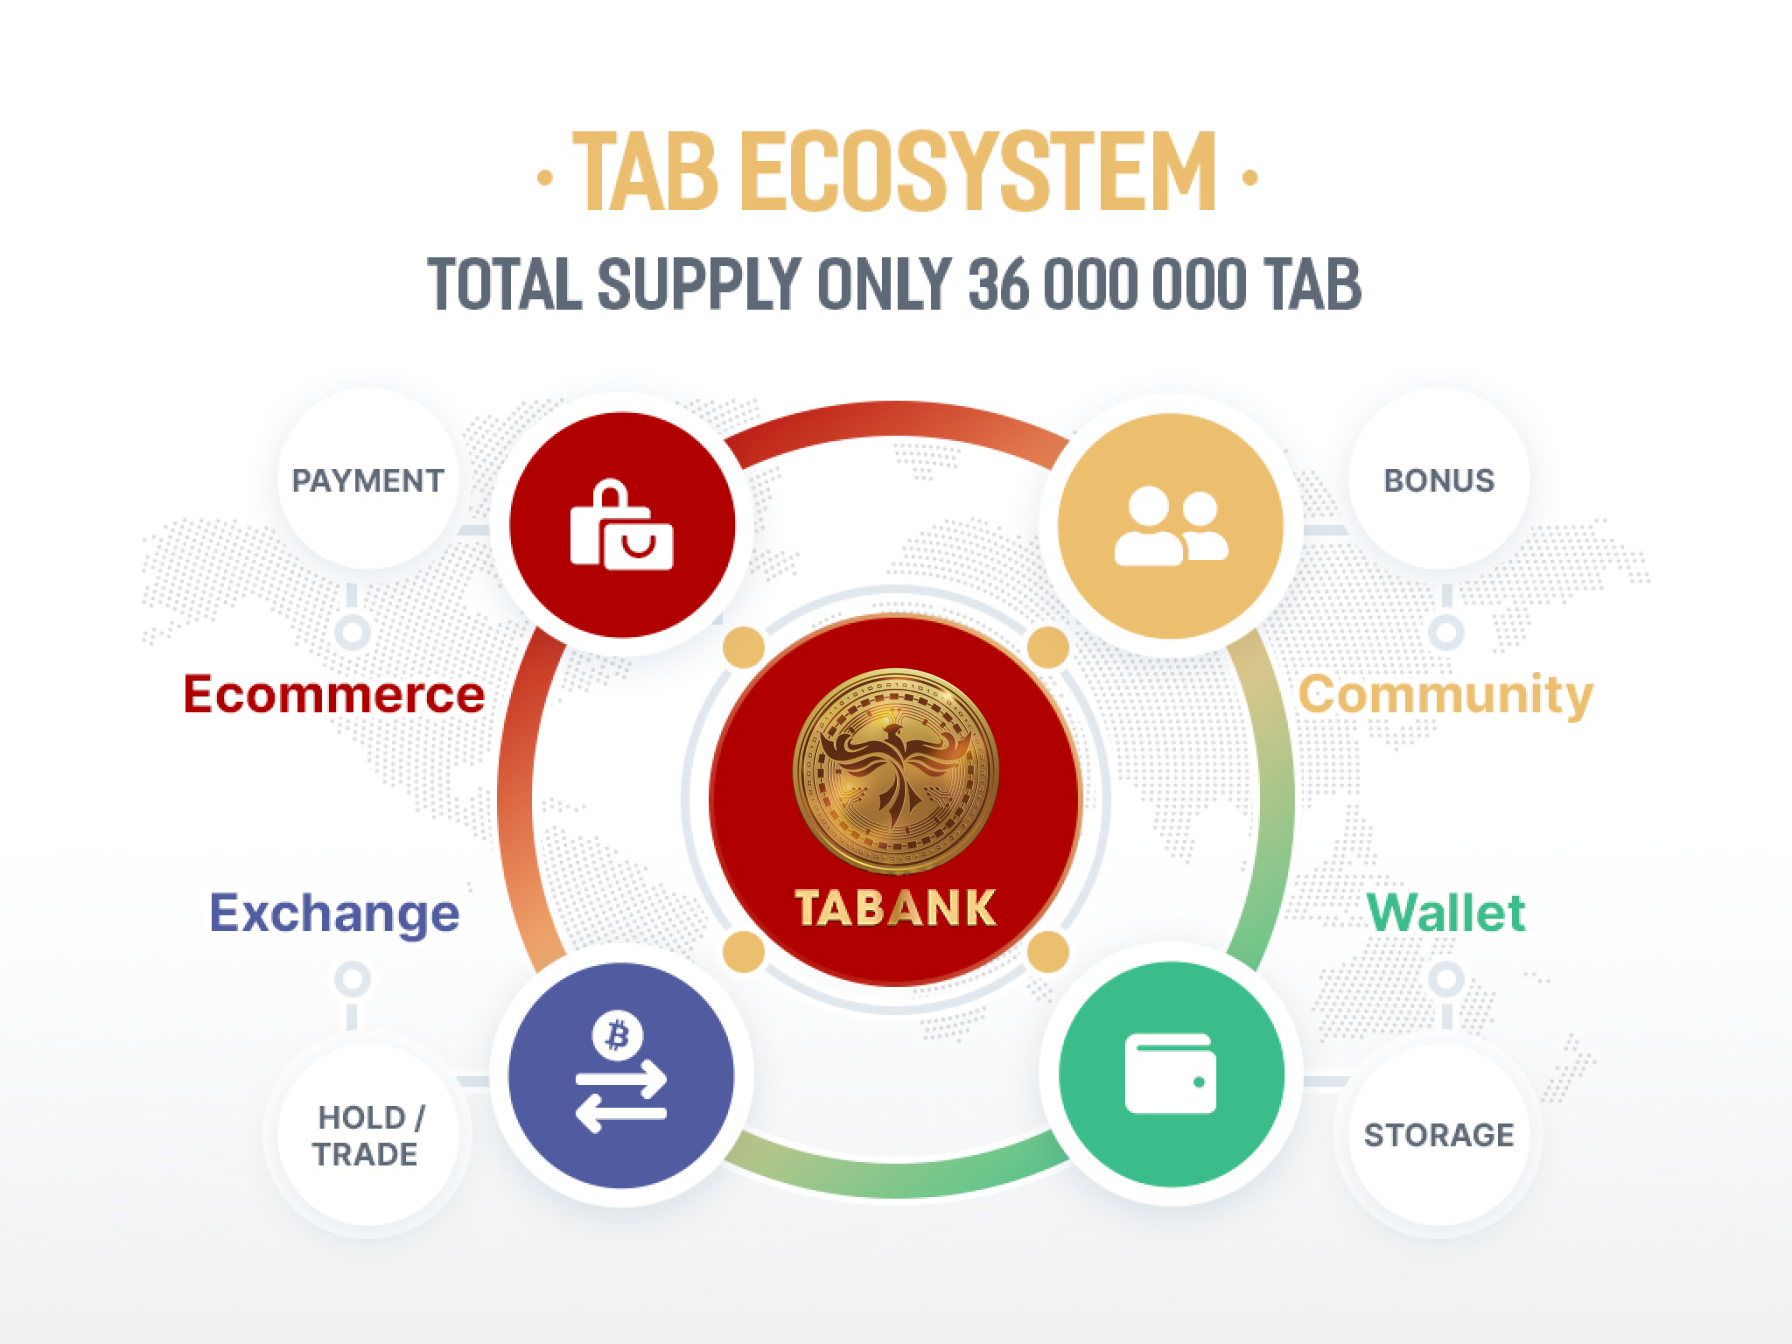 · TAB ECOSYSTEM ·
TOTAL SUPPLY ONLY 36 000 000 TAB
PAYMENT
BONUS
Ecommerce
Community
TABANK
Exchange
Wallet
HOLD /
TRADE
STORAGE